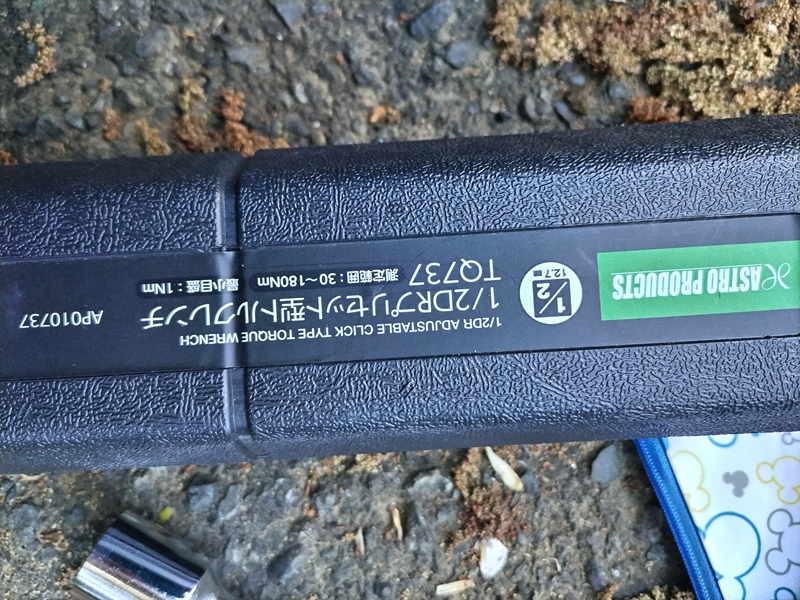 ASTRO PRODUCTS
1/2
12.7㎜
1/2DR ADJUSTABLE CLICK TYPE TORQUE WRENCH
1/2DRプリセット型トルクレンチ
TQ737
測定範囲：30～180Nm
最小目盛：1Nm
AP010737